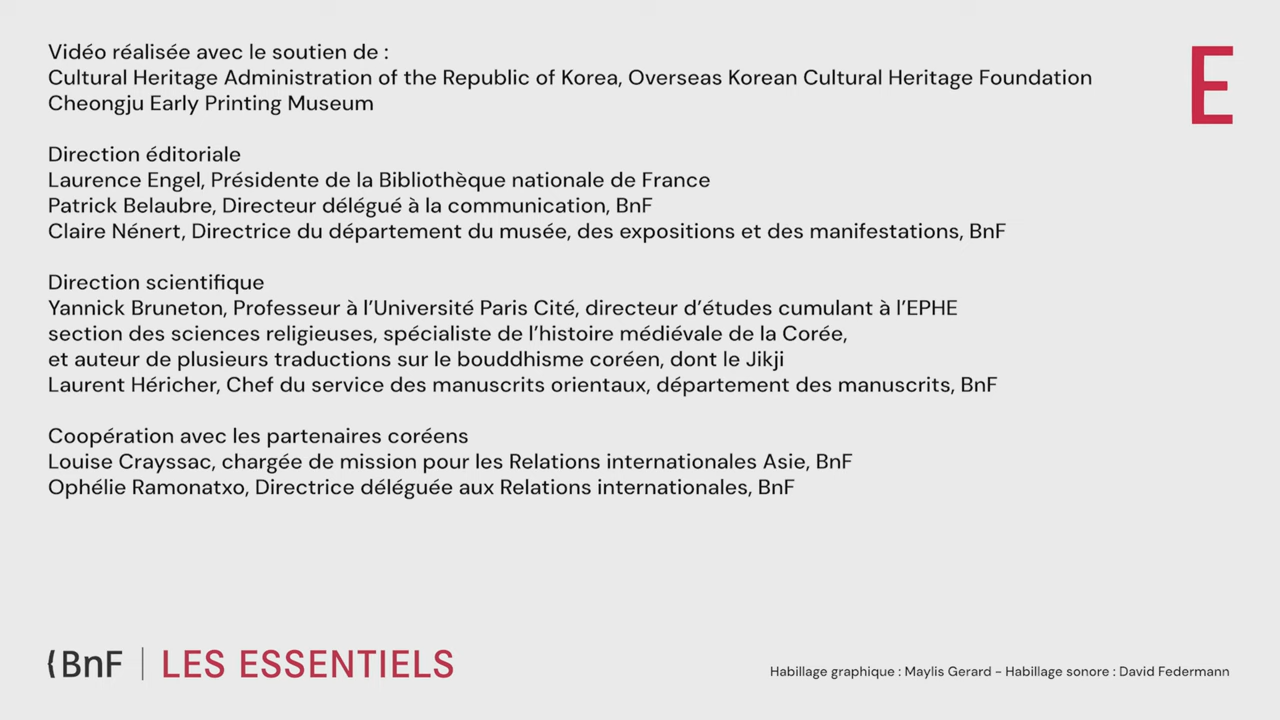 Vidéo réalisée avec le soutien de :
Cultural Heritage Administration of the Republic of Korea, Overseas Korean Cultural Heritage Foundation
Cheongju Early Printing Museum
Direction éditoriale
Laurence Engel, Présidente de la Bibliothèque nationale de France
Patrick Belaubre, Directeur délégué à la communication, BnF
Claire Nénert, Directrice du département du musée, des expositions et des manifestations, BnF
Direction scientifique
Yannick Bruneton, Professeur à l’Université Paris Cité, directeur d’études cumulant à l’EPHE
section des sciences religieuses, spécialiste de l’histoire médiévale de la Corée,
et auteur de plusieurs traductions sur le bouddhisme coréen, dont le Jikji
Laurent Héricher, Chef du service des manuscrits orientaux, département des manuscrits, BnF
Coopération avec les partenaires coréens
Louise Crayssac, chargée de mission pour les Relations internationales Asie, BnF
Ophélie Ramonatxo, Directrice déléguée aux Relations internationales, BnF
E
BnF | LES ESSENTIELS
Habillage graphique : Maylis Gerard – Habillage sonore : David Federmann